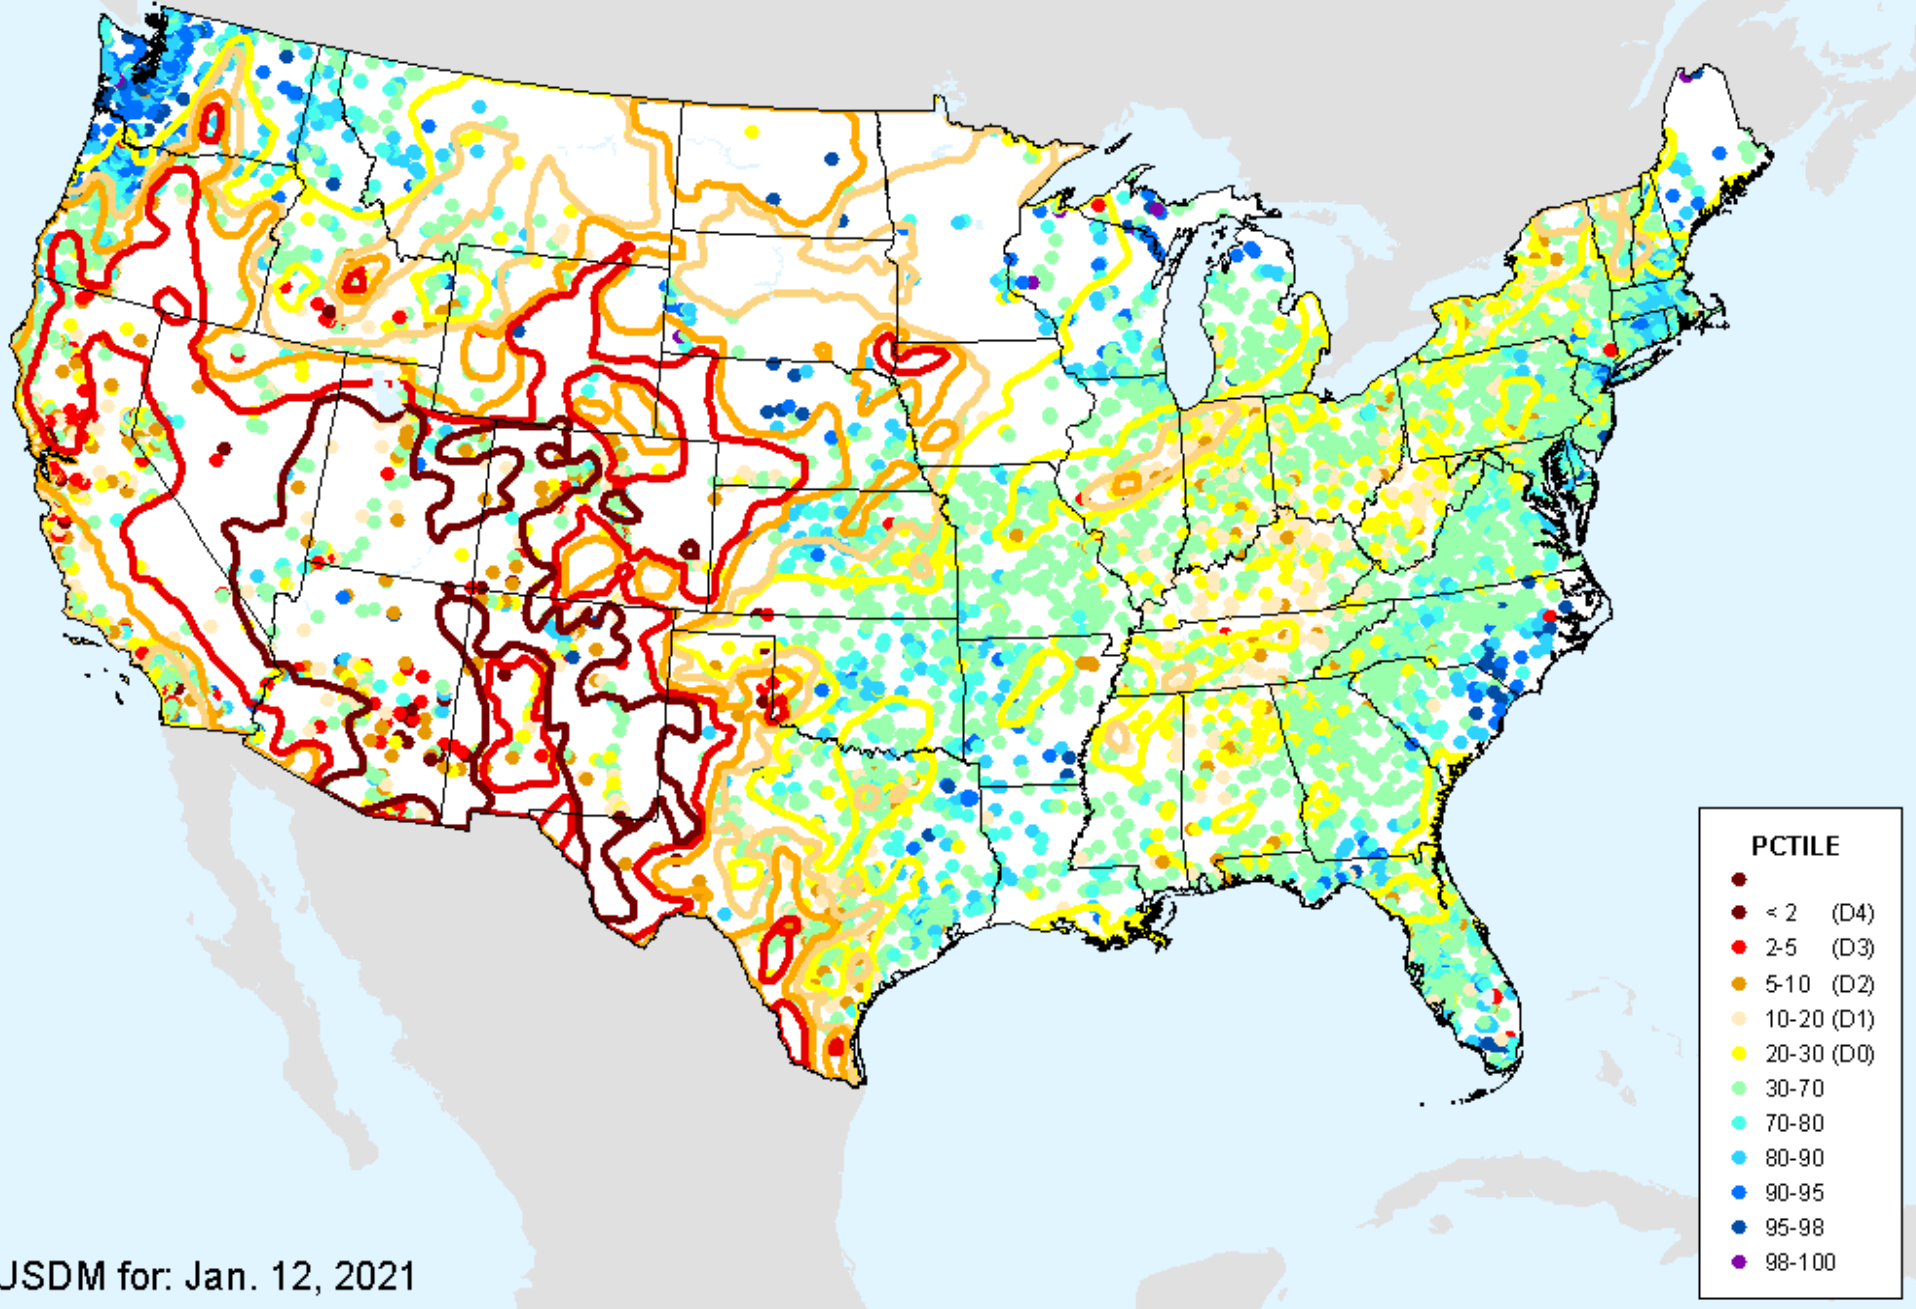 PCTILE
< 2 (D4)
2-5 (D3)
5-10 (D2)
10-20 (D1)
20-30 (D0)
30-70
70-80
80-90
90-95
95-98
98-100
USDM for: Jan. 12, 2021